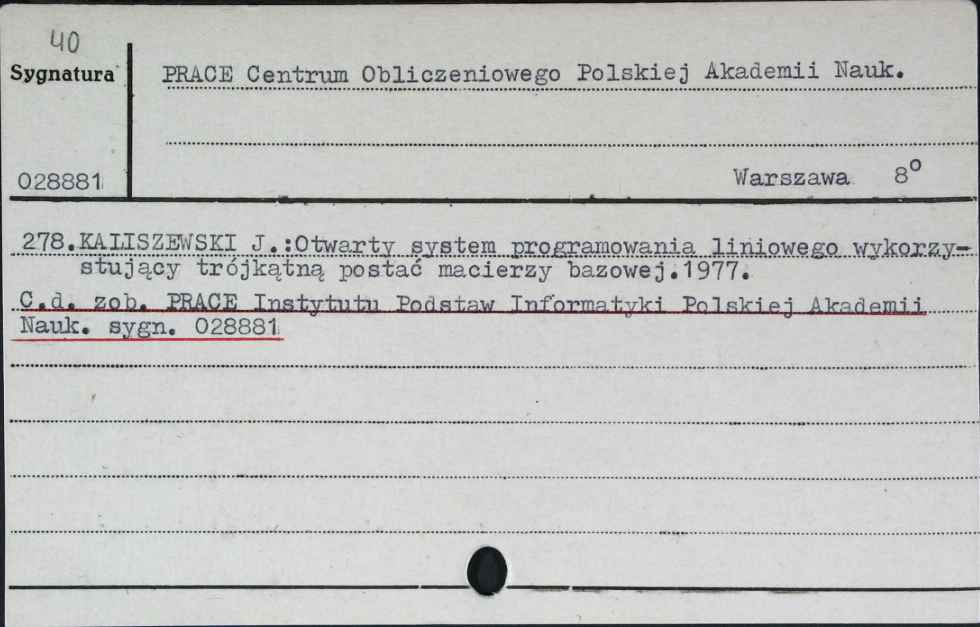 40
Sygnatura
PRACE Centrum Obliczeniowego Polskiej Akademii Nauk.
028881
Warszawa 8°
278.KALISZEWSKI J.:Otwarty system programowania liniowego wykorzy-
stujący trójkątną postać macierzy bazowej.1977.
C.d. zob. PRACE Instytutu Podstaw Informatyki Polskiej Akademii
Nauk. sygn. 028881